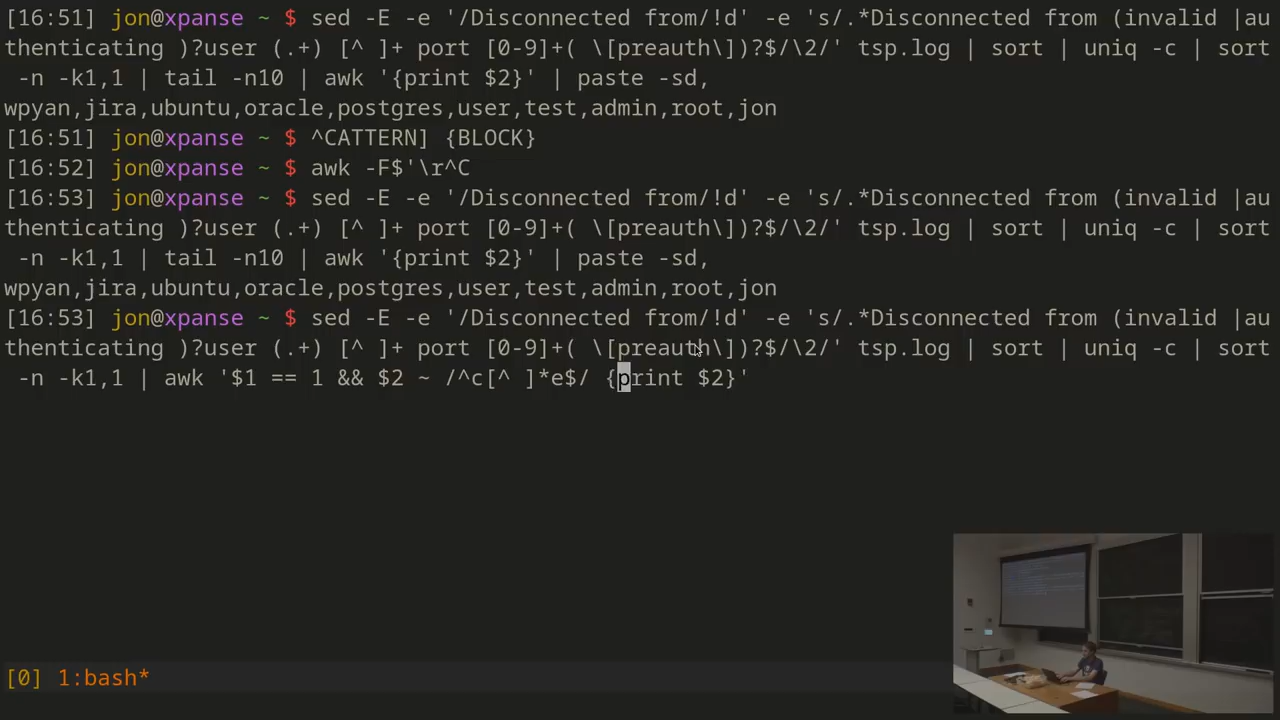 [16:51] jon@xpanse ~ $ sed -E -e '/Disconnected from/!d' -e 's/.*Disconnected from (invalid |au
thenticating )?user (.+) [^ ]+ port [0-9]+( \[preauth\])?$/\2/' tsp.log | sort | uniq -c | sort
-n -k1,1 | tail -n10 | awk '{print $2}' | paste -sd,
wpyan,jira,ubuntu,oracle,postgres,user,test,admin,root,jon
[16:51] jon@xpanse ~ $ ^CATTERN] {BLOCK}
[16:52] jon@xpanse ~ $ awk -F$'\r^C
[16:53] jon@xpanse ~ $ sed -E -e '/Disconnected from/!d' -e 's/.*Disconnected from (invalid |au
thenticating )?user (.+) [^ ]+ port [0-9]+( \[preauth\])?$/\2/' tsp.log | sort | uniq -c | sort
-n -k1,1 | tail -n10 | awk '{print $2}' | paste -sd,
wpyan,jira,ubuntu,oracle,postgres,user,test,admin,root,jon
[16:53] jon@xpanse ~ $ sed -E -e '/Disconnected from/!d' -e 's/.*Disconnected from (invalid |au
thenticating )?user (.+) [^ ]+ port [0-9]+( \[preauth\])?$/\2/' tsp.log | sort | uniq -c | sort
-n -k1,1 | awk '$1 == 1 && $2 ~ /^c[^ ]*e$/ {print $2}'
[0] 1:bash*